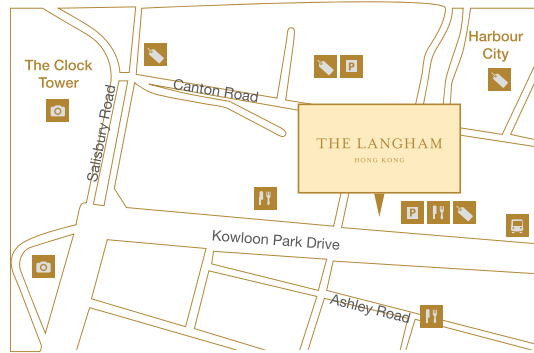 The Clock
Tower
Harbour
City
Canton Road
Salisbury Road
THE LANGHAM
HONG KONG
P
P
Kowloon Park Drive
Ashley Road